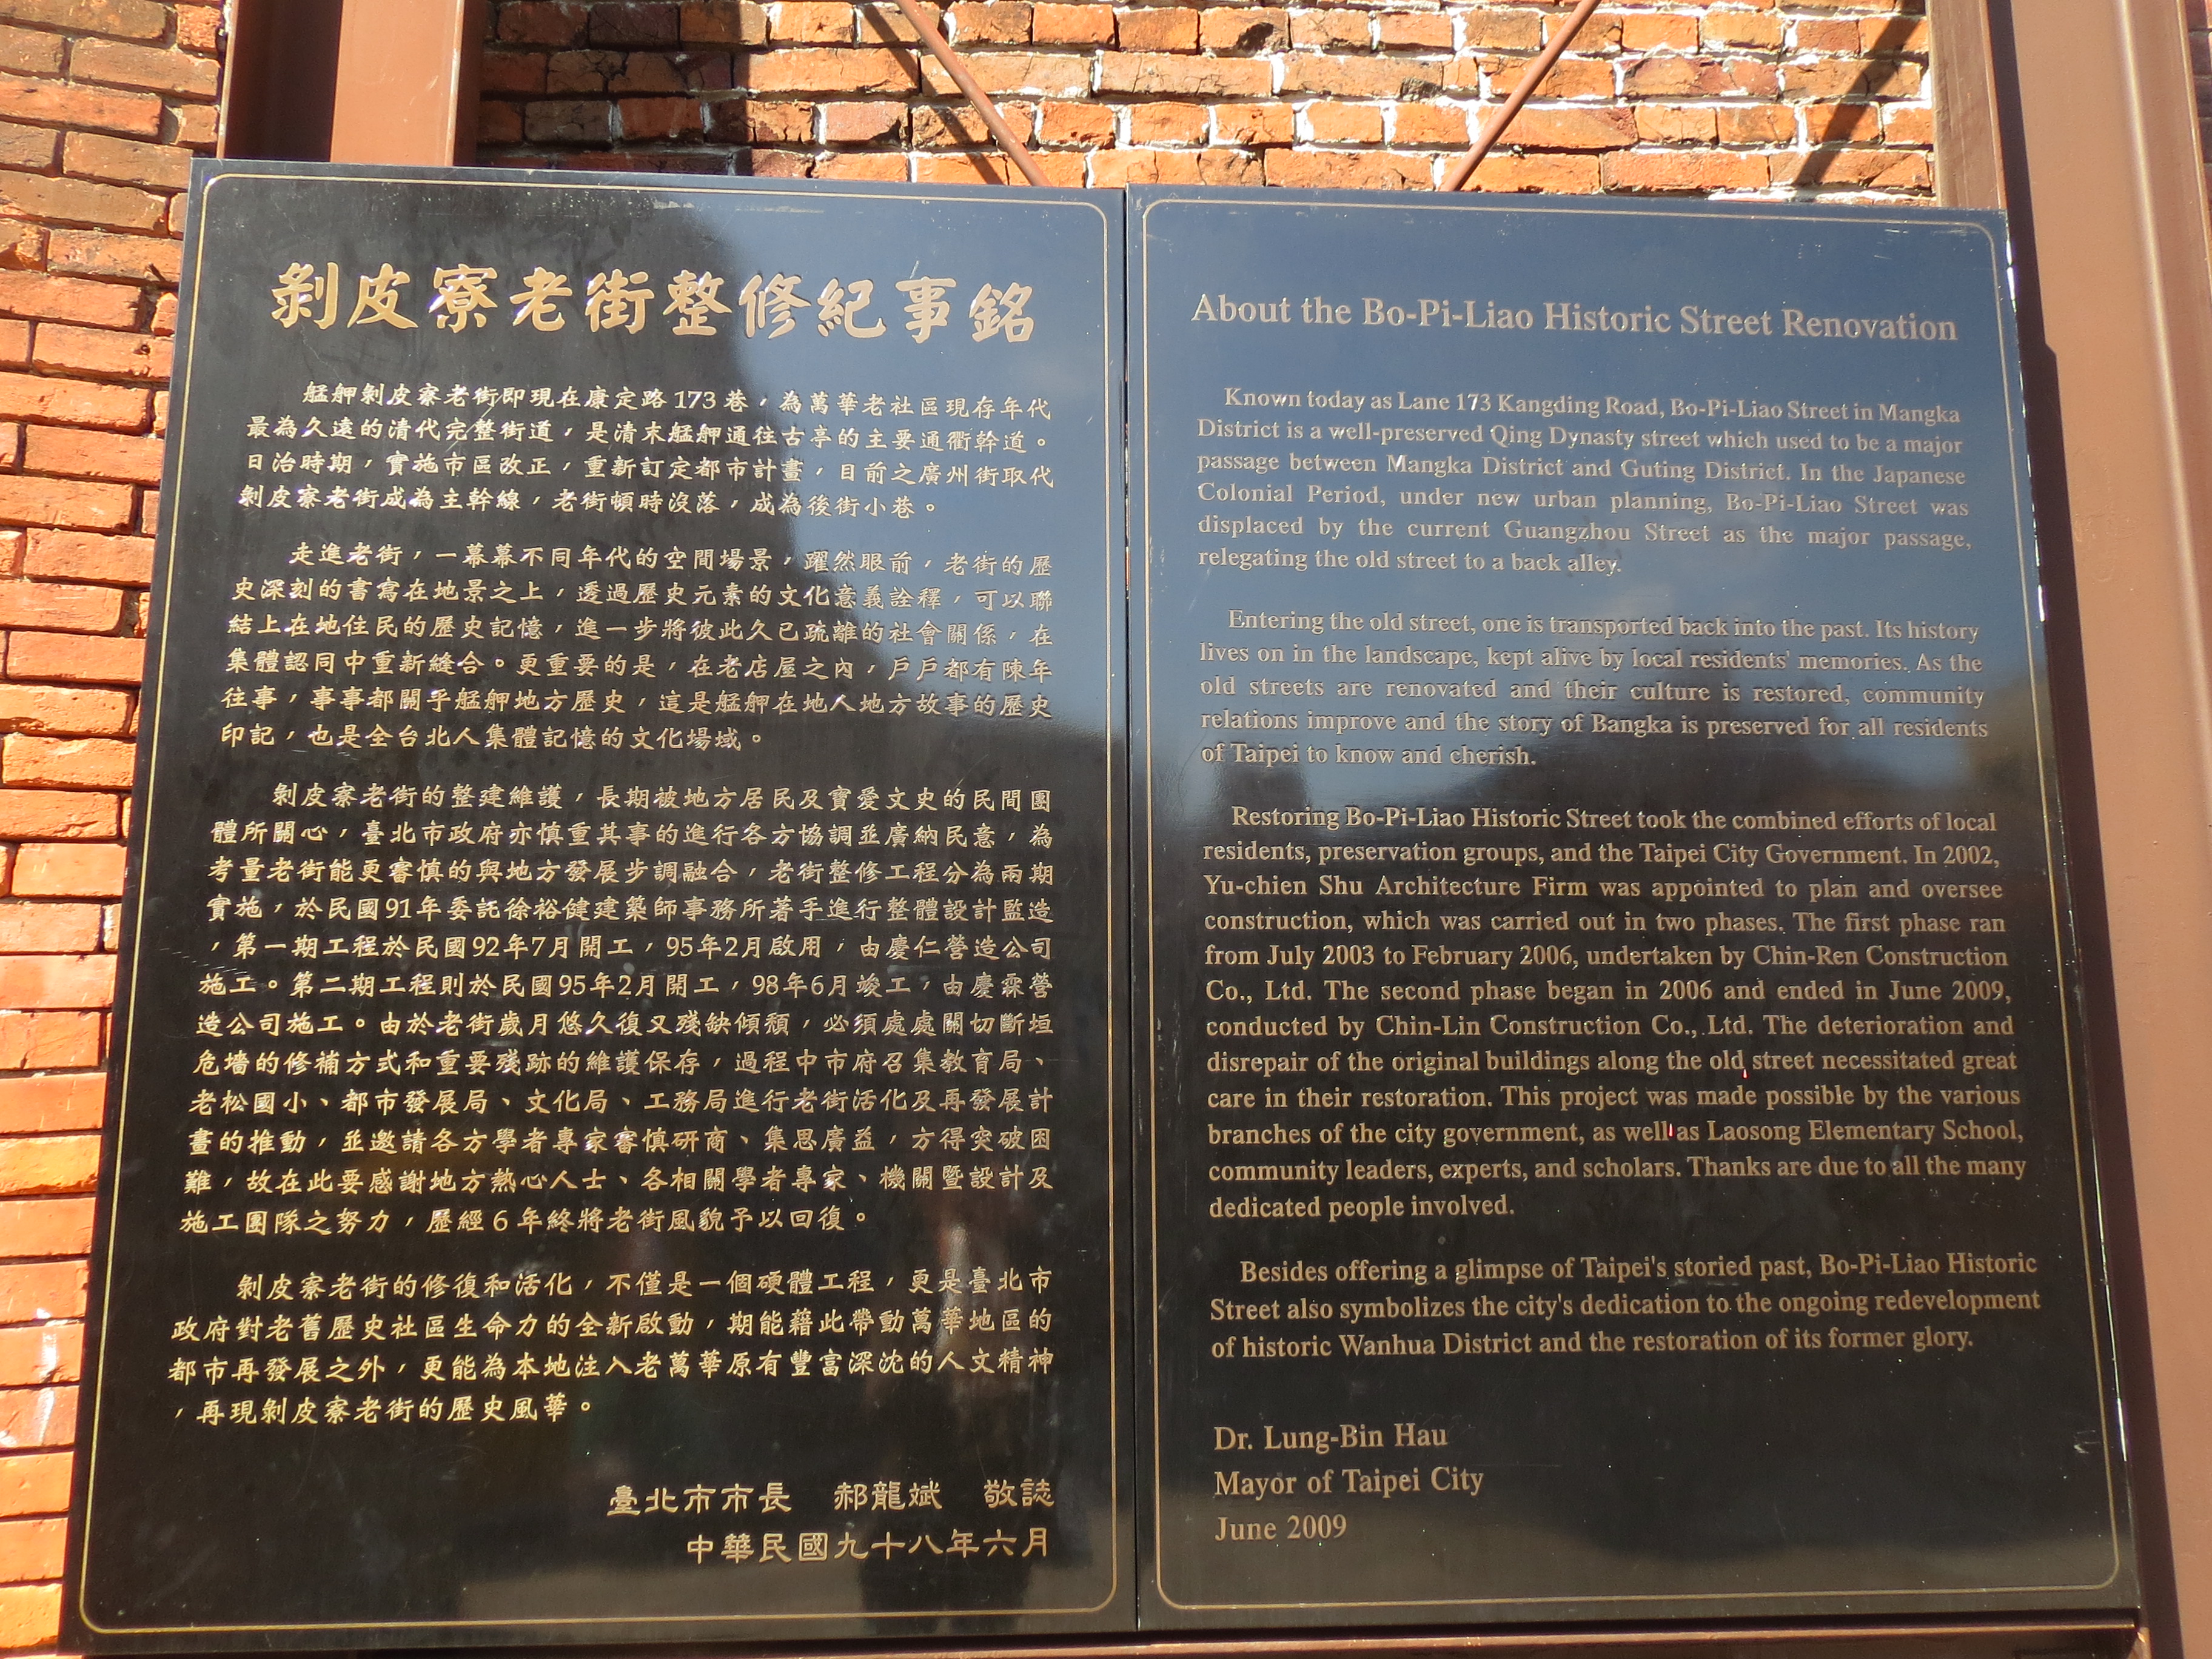 剝皮寮老街整修紀事銘
艋舺剝皮寮老街即現在康定路173巷，為萬華老社區現存年代
最為久遠的清代完整街道，是清末艋舺通往古亭的主要通衢幹道。
日治時期，實施市區改正，重新訂定都市計畫，目前之廣州街取代
剝皮寮老街成為主幹線，老街頓時沒落，成為後街小巷。
走進老街，一幕幕不同年代的空間場景，躍然眼前，老街的歷
史深刻的書寫在地景之上，透過歷史元素的文化意義詮釋，可以聯
結上在地住民的歷史記憶，進一步將彼此久已疏離的社會關係，在
集體認同中重新縫合。更重要的是，在老店屋之內，戶戶都有陳年
往事，事事都關乎艋舺地方歷史，這是艋舺在地人地方故事的歷史
印記，也是全台北人集體記憶的文化場域。
剝皮寮老街的整建維護，長期被地方居民及寶愛文史的民間團
體所關心，臺北市政府亦慎重其事的進行各方協調並廣納民意，為
考量老街能更審慎的與地方發展步調融合，老街整修工程分為兩期
實施，於民國91年委託徐裕健建築師事務所著手進行整體設計監造
，第一期工程於民國92年7月開工，95年2月啟用，由慶仁營造公司
施工。第二期工程則於民國95年2月開工，98年6月竣工，由慶霖營
造公司施工。由於老街歲月悠久復又殘缺傾頹，必須處處關切斷垣
危墻的修補方式和重要殘跡的維護保存，過程中市府召集教育局、
老松國小、都市發展局、文化局、工務局進行老街活化及再發展計
畫的推動，並邀請各方學者專家審慎研商、集思廣益，方得突破困
難，故在此要感謝地方熱心人士、各相關學者專家、機關暨設計及
施工團隊之努力，歷經6年終將老街風貌予以回復。
剝皮寮老街的修復和活化，不僅是一個硬體工程，更是臺北市
政府對老舊歷史社區生命力的全新啟動，期能藉此帶動萬華地區的
都市再發展之外，更能為本地注入老萬華原有豐富深沈的人文精神
，再現剝皮寮老街的歷史風華。
臺北市市長 郝龍斌 敬誌
中華民國九十八年六月
About the Bo-Pi-Liao Historic Street Renovation
Known today as Lane 173 Kangding Road, Bo-Pi-Liao Street in Mangka
District is a well-preserved Qing Dynasty street which used to be a major
passage between Mangka District and Guting District. In the Japanese
Colonial Period, under new urban planning, Bo-Pi-Liao Street was
displaced by the current Guangzhou Street as the major passage,
relegating the old street to a back alley.
Entering the old street, one is transported back into the past. Its history
lives on in the landscape, kept alive by local residents' memories. As the
old streets are renovated and their culture is restored, community
relations improve and the story of Bangka is preserved for all residents
of Taipei to know and cherish.
Restoring Bo-Pi-Liao Historic Street took the combined efforts of local
residents, preservation groups, and the Taipei City Government. In 2002,
Yu-chien Shu Architecture Firm was appointed to plan and oversee
construction, which was carried out in two phases. The first phase ran
from July 2003 to February 2006, undertaken by Chin-Ren Construction
Co., Ltd. The second phase began in 2006 and ended in June 2009,
conducted by Chin-Lin Construction Co., Ltd. The deterioration and
disrepair of the original buildings along the old street necessitated great
care in their restoration. This project was made possible by the various
branches of the city government, as well as Laosong Elementary School,
community leaders, experts, and scholars. Thanks are due to all the many
dedicated people involved.
Besides offering a glimpse of Taipei's storied past, Bo-Pi-Liao Historic
Street also symbolizes the city's dedication to the ongoing redevelopment
of historic Wanhua District and the restoration of its former glory.
Dr. Lung-Bin Hau
Mayor of Taipei City
June 2009